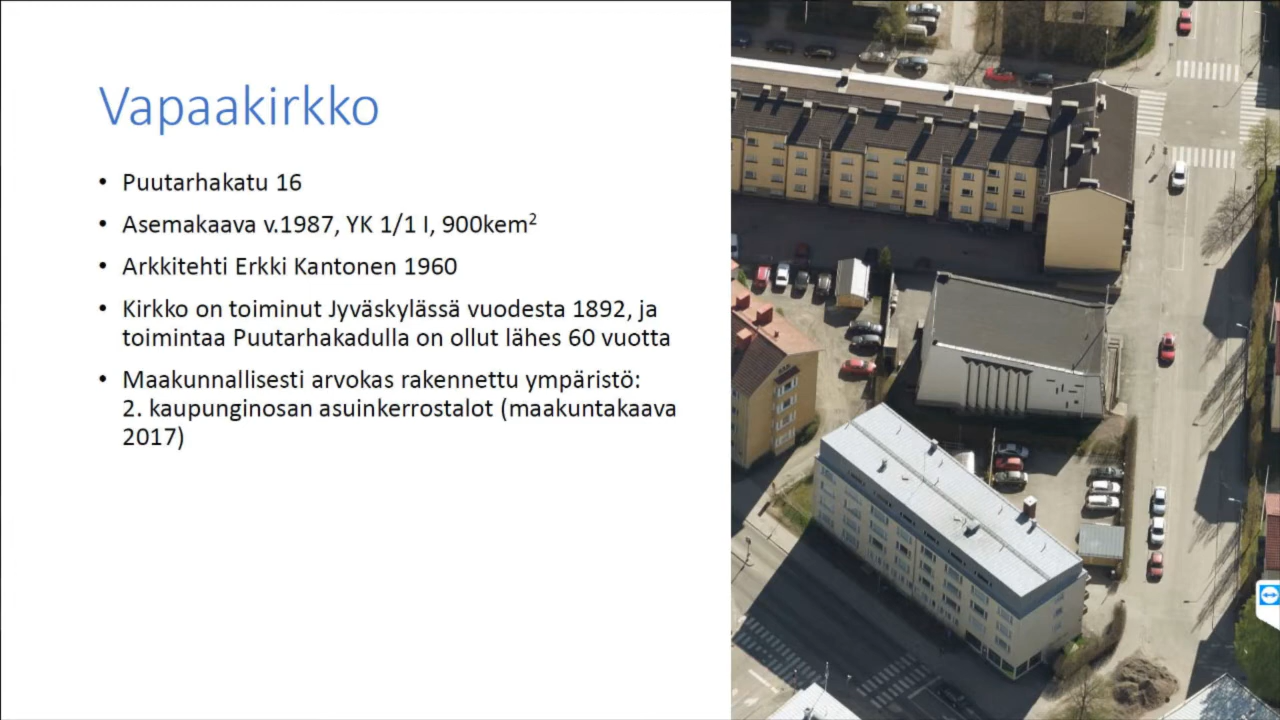 Vapaakirkko
• Puutarhakatu 16
• Asemakaava v.1987, YK 1/1 I, 900kem²
• Arkkitehti Erkki Kantonen 1960
• Kirkko on toiminut Jyväskylässä vuodesta 1892, ja
toimintaa Puutarhakadulla on ollut lähes 60 vuotta
• Maakunnallisesti arvokas rakennettu ympäristö:
2. kaupunginosan asuinkerrostalot (maakuntakaava
2017)